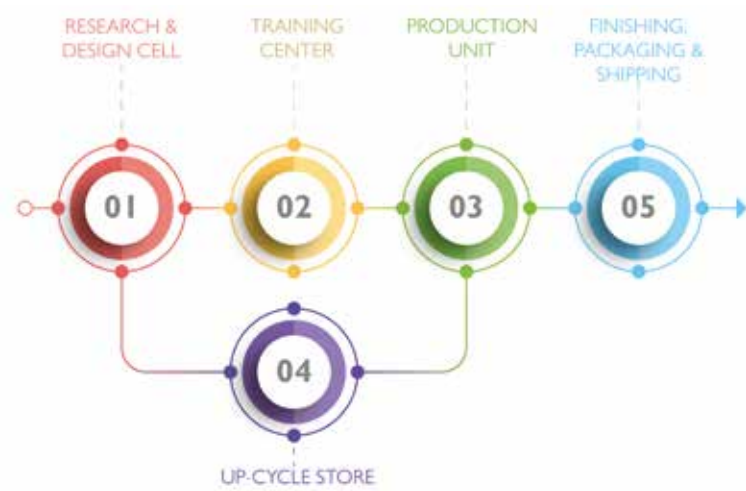 RESEARCH &
DESIGN CELL
TRAINING
CENTER
PRODUCTION
UNIT
FINISHING,
PACKAGING &
SHIPPING
01
02
03
05
04
UP-CYCLE STORE